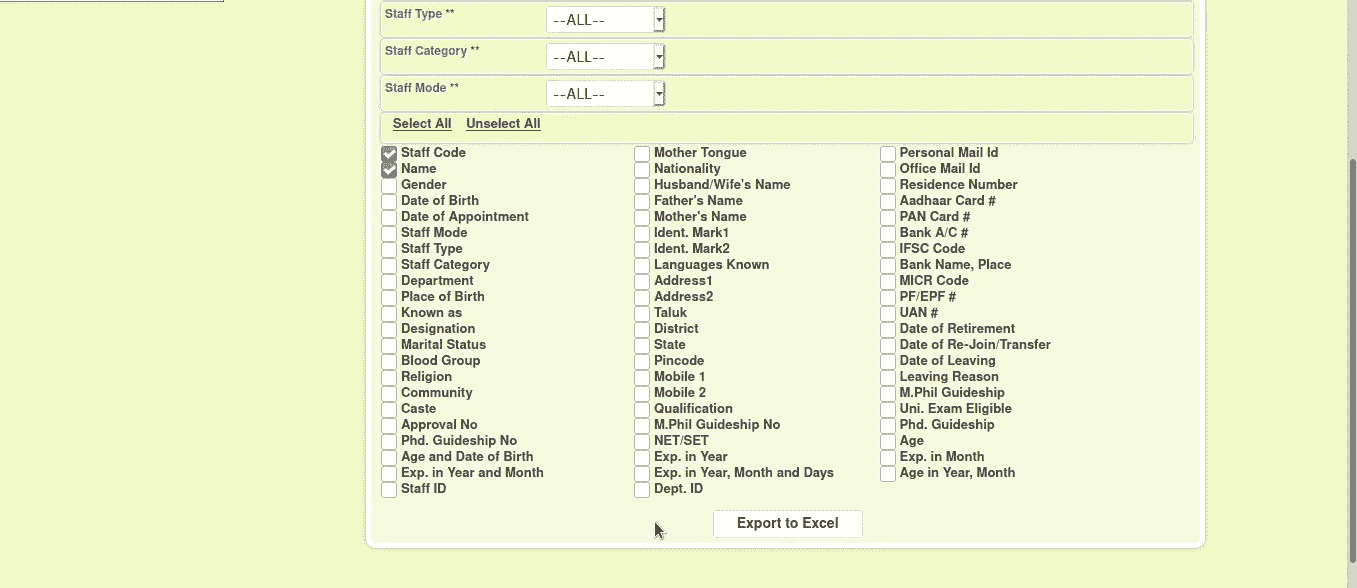 Staff Type **
--ALL--
Staff Category **
--ALL--
Staff Mode **
--ALL--
Select All Unselect All
Staff Code Mother Tongue Personal Mail Id
Name Nationality Office Mail Id
Gender Husband/Wife's Name Residence Number
Date of Birth Father's Name Aadhaar Card #
Date of Appointment Mother's Name PAN Card #
Staff Mode Ident. Mark1 Bank A/C #
Staff Type Ident. Mark2 IFSC Code
Staff Category Languages Known Bank Name, Place
Department Address1 MICR Code
Place of Birth Address2 PF/EPF #
Known as Taluk UAN #
Designation District Date of Retirement
Marital Status State Date of Re-Join/Transfer
Blood Group Pincode Date of Leaving
Religion Mobile 1 Leaving Reason
Community Mobile 2 M.Phil Guideship
Caste Qualification Uni. Exam Eligible
Approval No M.Phil Guideship No Phd. Guideship
Phd. Guideship No NET/SET Age
Age and Date of Birth Exp. in Year Exp. in Month
Exp. in Year and Month Exp. in Year, Month and Days Age in Year, Month
Staff ID Dept. ID
Export to Excel